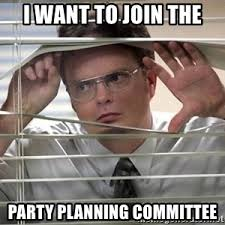 I WANT TO JOIN THE
PARTY PLANNING COMMITTEE